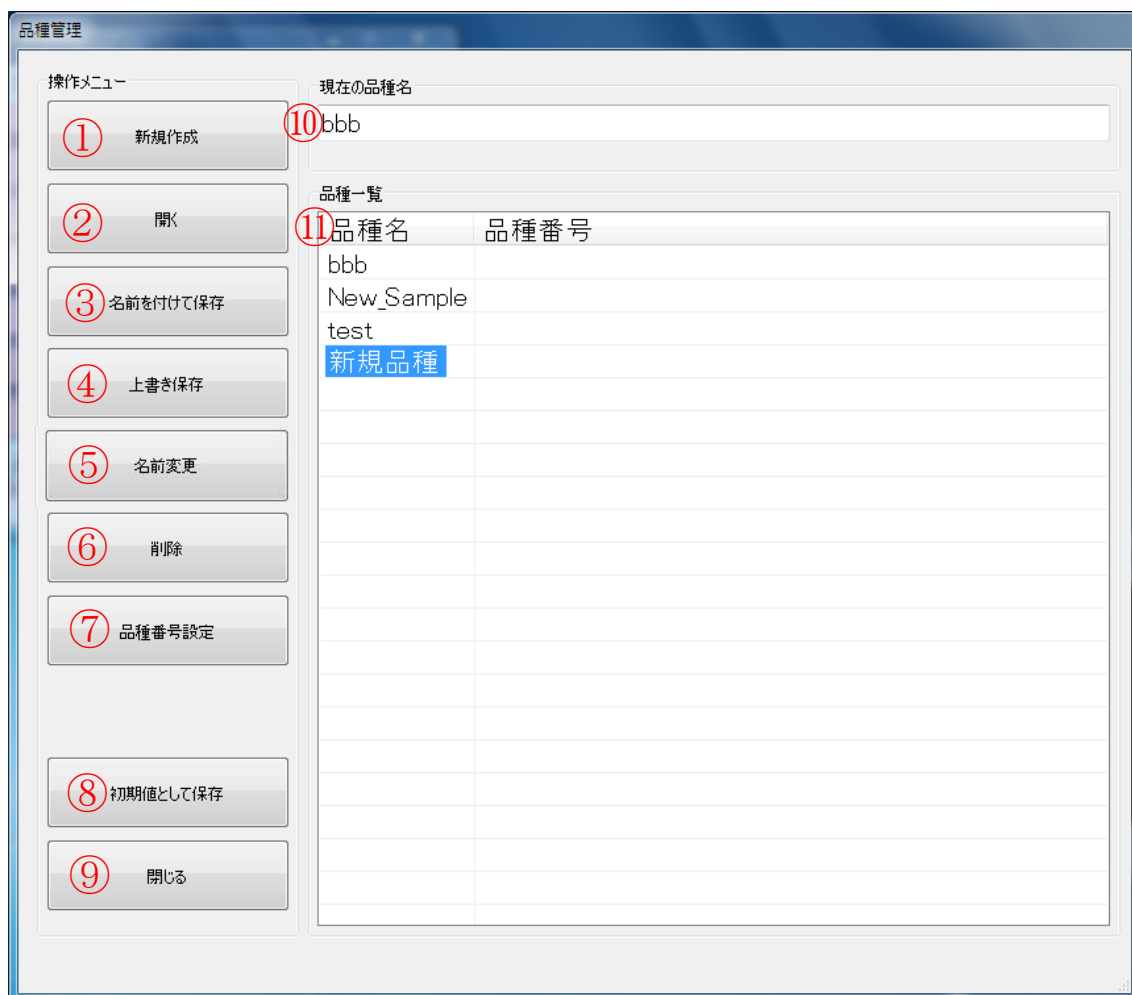 品種管理
操作メニュー
① 新規作成
② 開く
③ 名前を付けて保存
④ 上書き保存
⑤ 名前変更
⑥ 削除
⑦ 品種番号設定
⑧ 初期値として保存
⑨ 閉じる
現在の品種名
⑩ bbb
品種一覧
⑪ 品種名 品種番号
bbb
New_Sample
test
新規品種